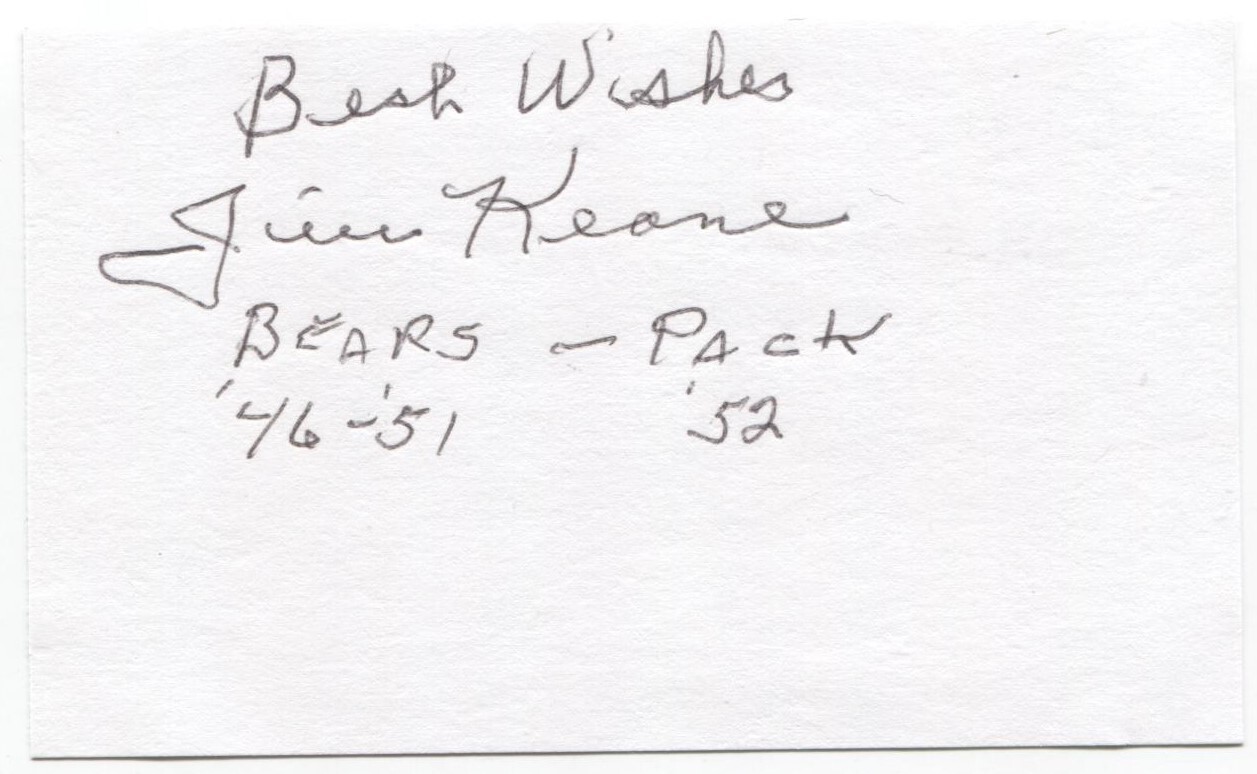 Best Wishes
Jim Keane
BEARS - PACK
'46-'51 '52